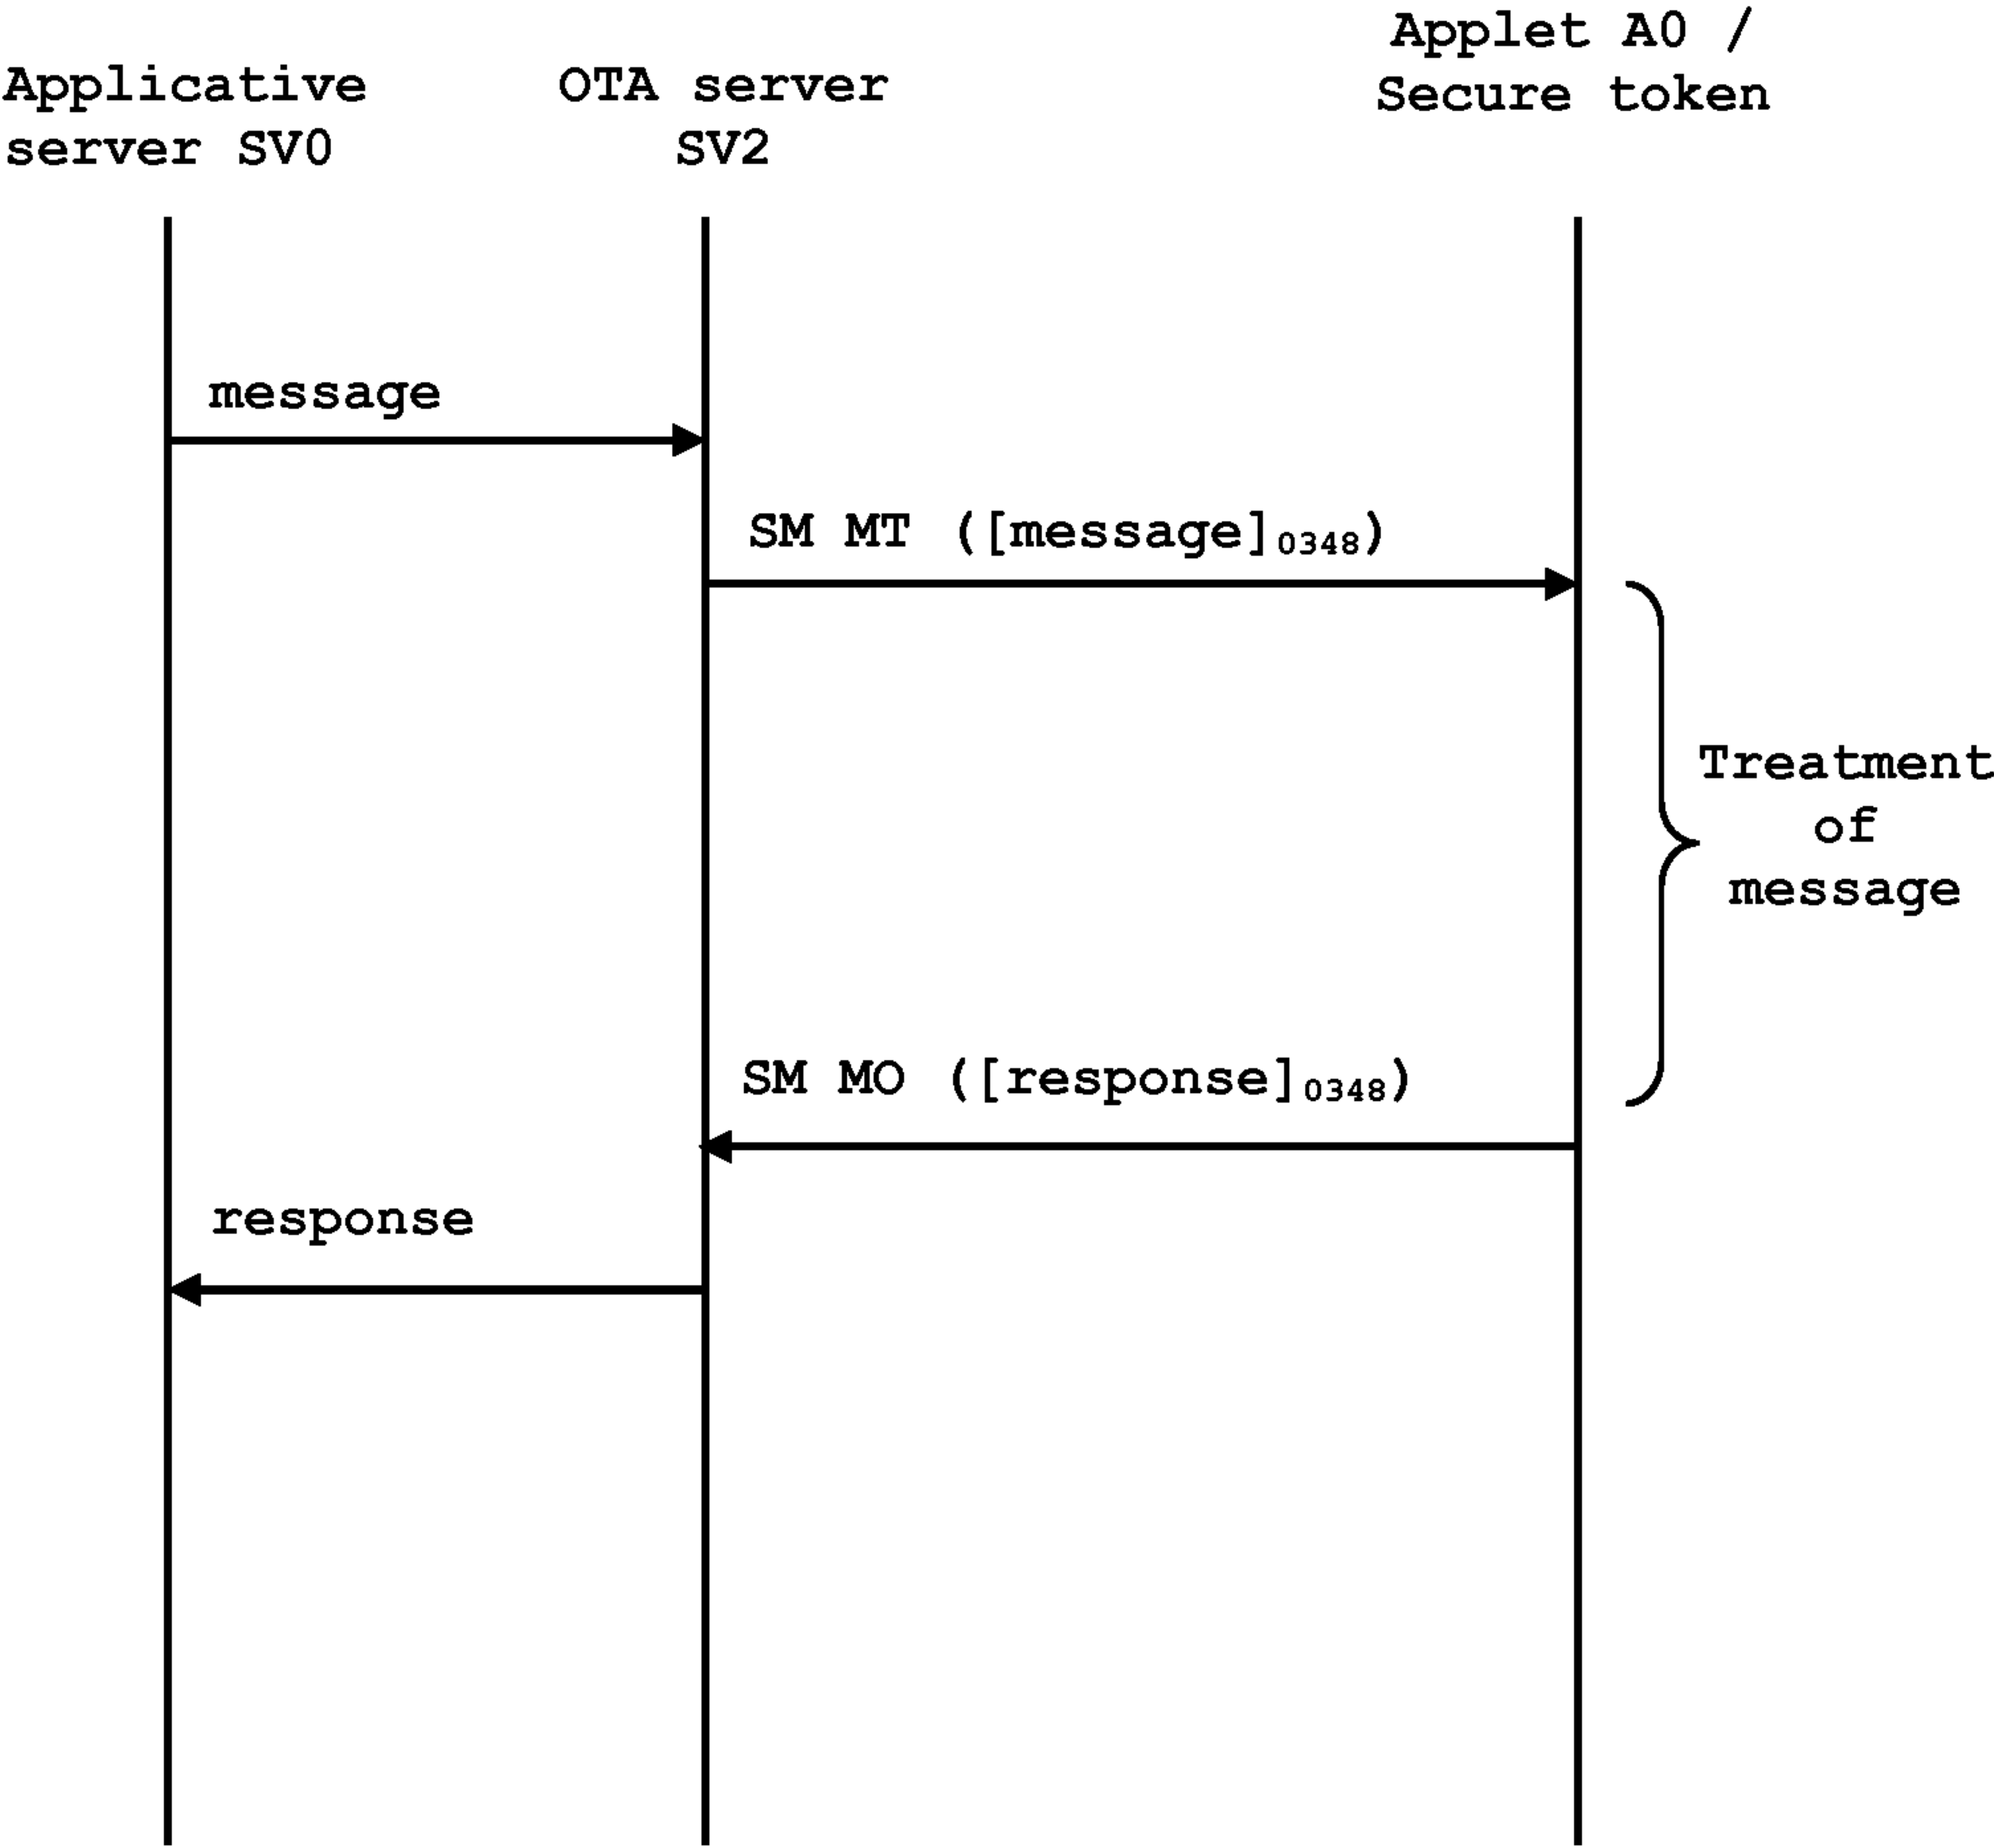 Applicative
server SV0
OTA server
SV2
Applet A0 /
Secure token
message
SM MT ([message]0348)
Treatment
of
message
SM MO ([response]0348)
response